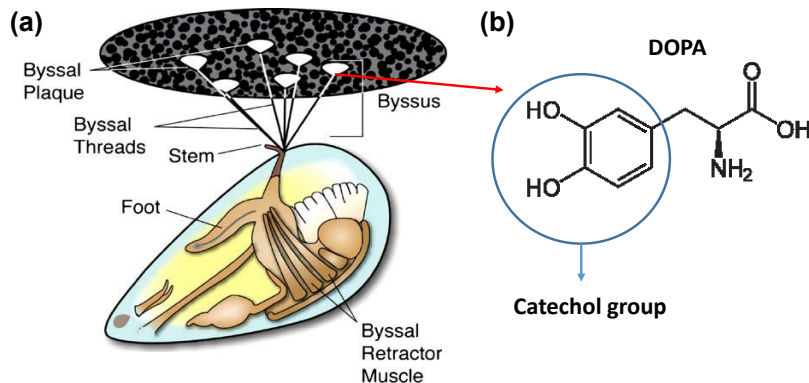 (a)
Byssal
Plaque
Byssus
Byssal
Threads
Stem
Foot
Byssal
Retractor
Muscle
(b)
DOPA
O
HO
OH
NH2
HO
Catechol group